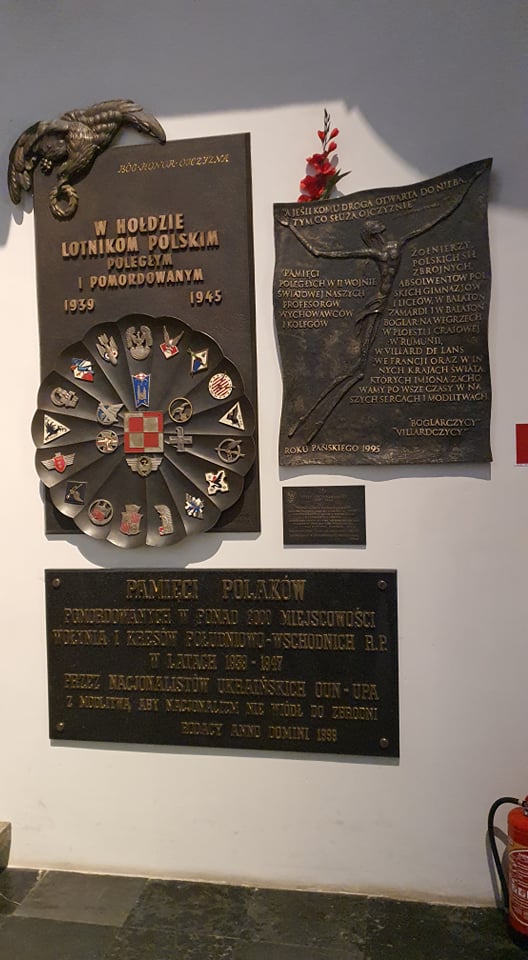 BÓG·HONOR·OJCZYZNA
W HOŁDZIE
LOTNIKOM POLSKIM
POLEGŁYM
I POMORDOWANYM
1939 1945
"A JEŚLI KOMU DROGA OTWARTA DO NIEBA,
TYM CO SŁUŻĄ OJCZYŹNIE"
"PAMIĘCI
POLEGŁYCH W II WOJNIE
ŚWIATOWEJ NASZYCH
PROFESORÓW
WYCHOWAWCÓW
I KOLEGÓW
ŻOŁNIERZY
POLSKICH SIŁ
ZBROJNYCH,
ABSOLWENTÓW POL
SKICH GIMNAZJÓW
I LICEÓW, W BALATON
ZAMARDI I W BALATON
BOGLAR NA WĘGRZECH
W PLOESTI I CRAIOVEJ
W RUMUNII,
W VILLARD DE LANS
WE FRANCJI ORAZ W IN
NYCH KRAJACH ŚWIATA
KTÓRYCH IMIONA ZACHO
WAMY PO WSZE CZASY W NA
SZYCH SERCACH I MODLITWACH
"BOGLARCZYCY"
"VILLARDCZYCY"
ROKU PAŃSKIEGO 1995
PAMIĘCI POLAKÓW
POMORDOWANYCH W PONAD 2000 MIEJSCOWOŚCI
WOŁYNIA I KRESÓW POŁUDNIOWO-WSCHODNICH R.P.
W LATACH 1939 - 1947
PRZEZ NACJONALISTÓW UKRAIŃSKICH OUN-UPA
Z MODLITWĄ ABY NACJONALIZM NIE WIÓDŁ DO ZBRODNI
RODACY ANNO DOMINI 1999